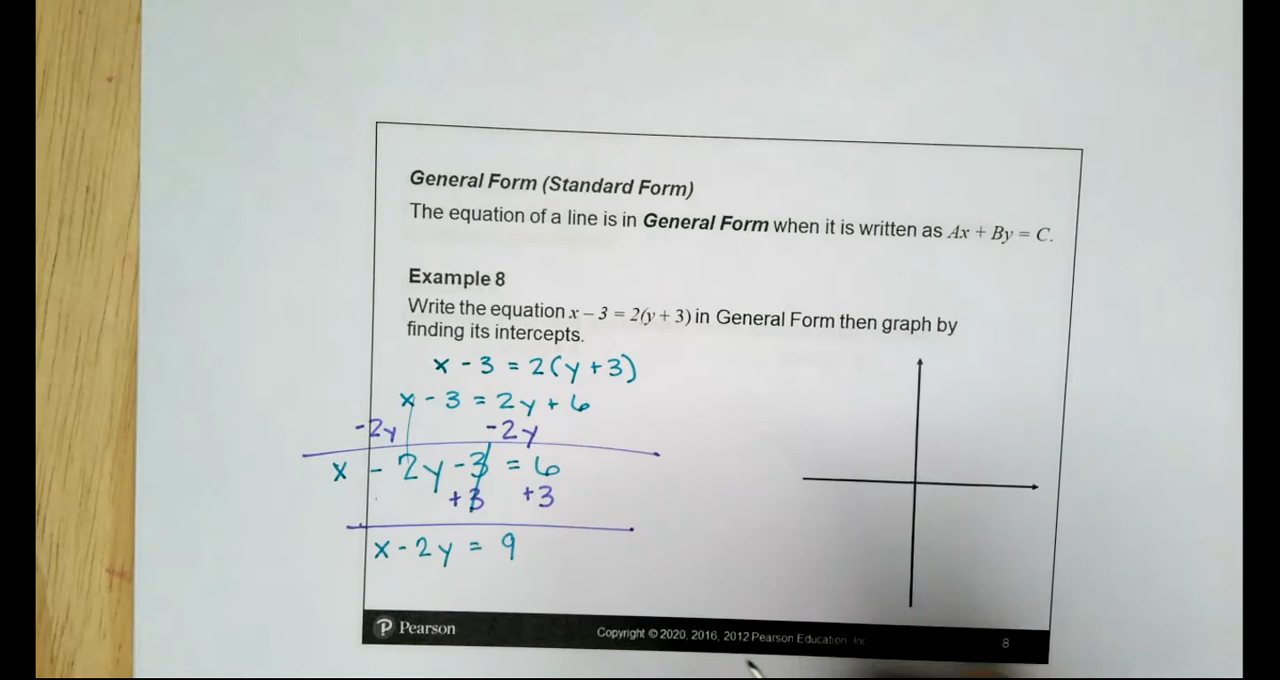 General Form (Standard Form)
The equation of a line is in General Form when it is written as Ax + By = C.
Example 8
Write the equation x – 3 = 2(y + 3) in General Form then graph by
finding its intercepts.
x - 3 = 2(y + 3)
x - 3 = 2y + 6
-2y -2y
x - 2y - 3 = 6
+3 +3
x - 2y = 9
P Pearson
Copyright © 2020, 2016, 2012 Pearson Education Inc
8